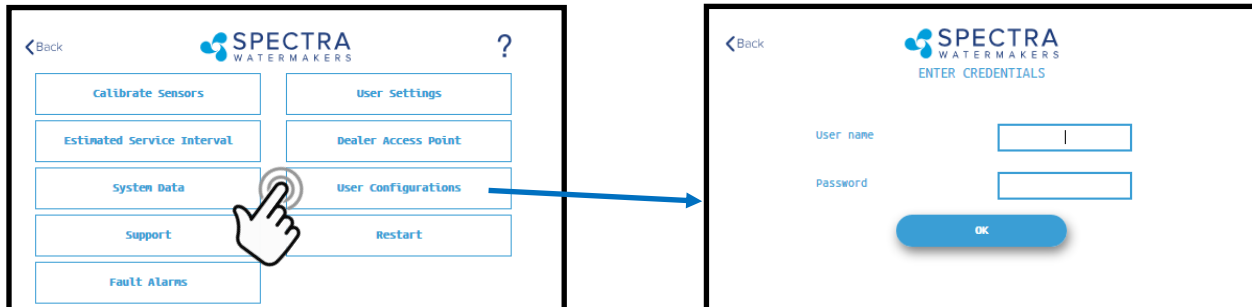 Back
SPECTRA
WATERMAKERS
?
Calibrate Sensors
User Settings
Estimated Service Interval
Dealer Access Point
System Data
User Configurations
Support
Restart
Fault Alarms
Back
SPECTRA
WATERMAKERS
ENTER CREDENTIALS
User name
Password
OK